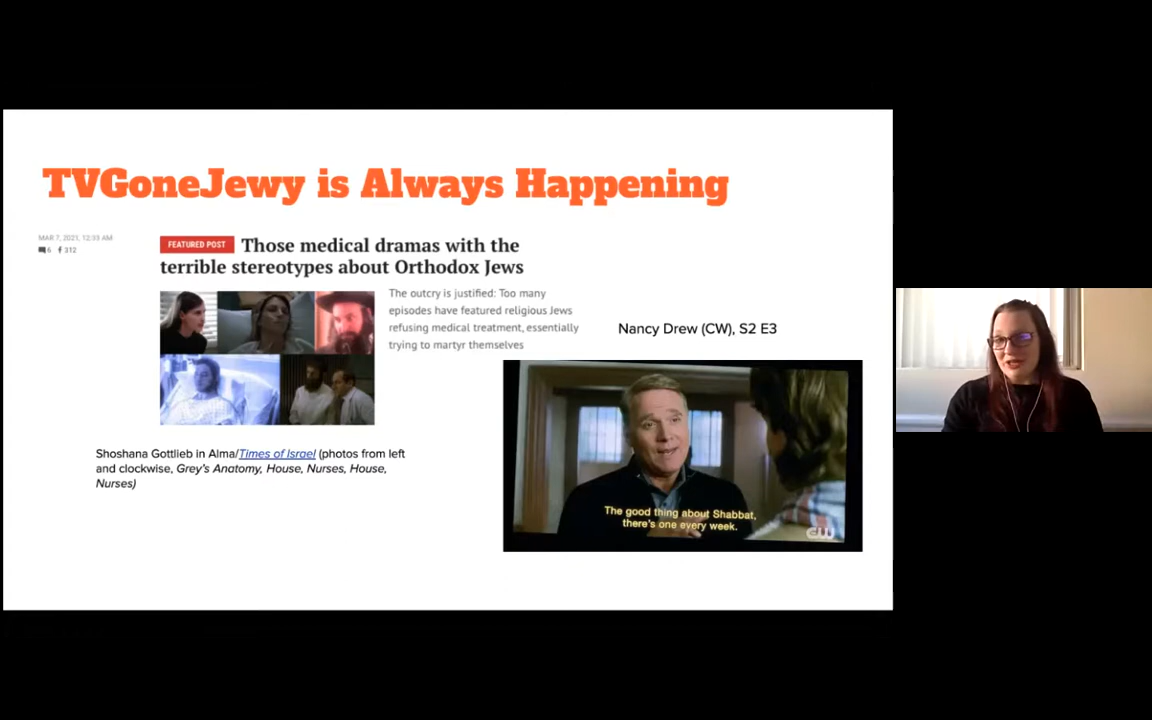 TVGoneJewy is Always Happening
MAR 7, 2021, 12:33 AM
6 312
FEATURED POST Those medical dramas with the
terrible stereotypes about Orthodox Jews
The outcry is justified: Too many
episodes have featured religious Jews
refusing medical treatment, essentially
trying to martyr themselves
Nancy Drew (CW), S2 E3
The good thing about Shabbat,
there's one every week.
CW
Shoshana Gottlieb in Alma/Times of Israel (photos from left
and clockwise, Grey's Anatomy, House, Nurses, House,
Nurses)